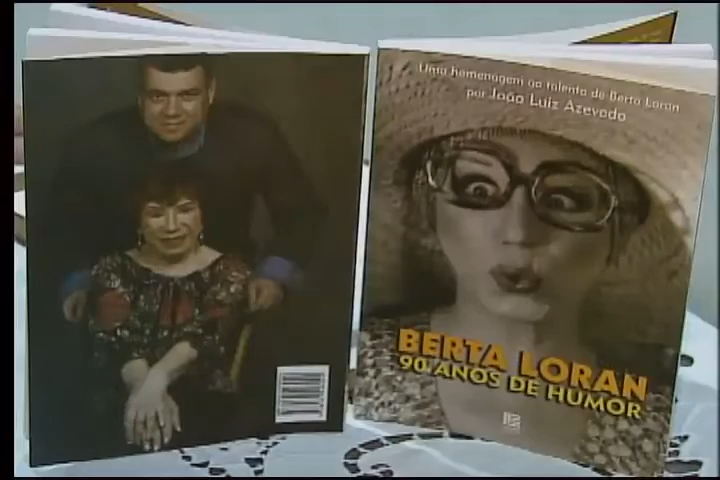 Uma homenagem ao talento de Berta Loran
por João Luiz Azevedo
BERTA LORAN
90 ANOS DE HUMOR